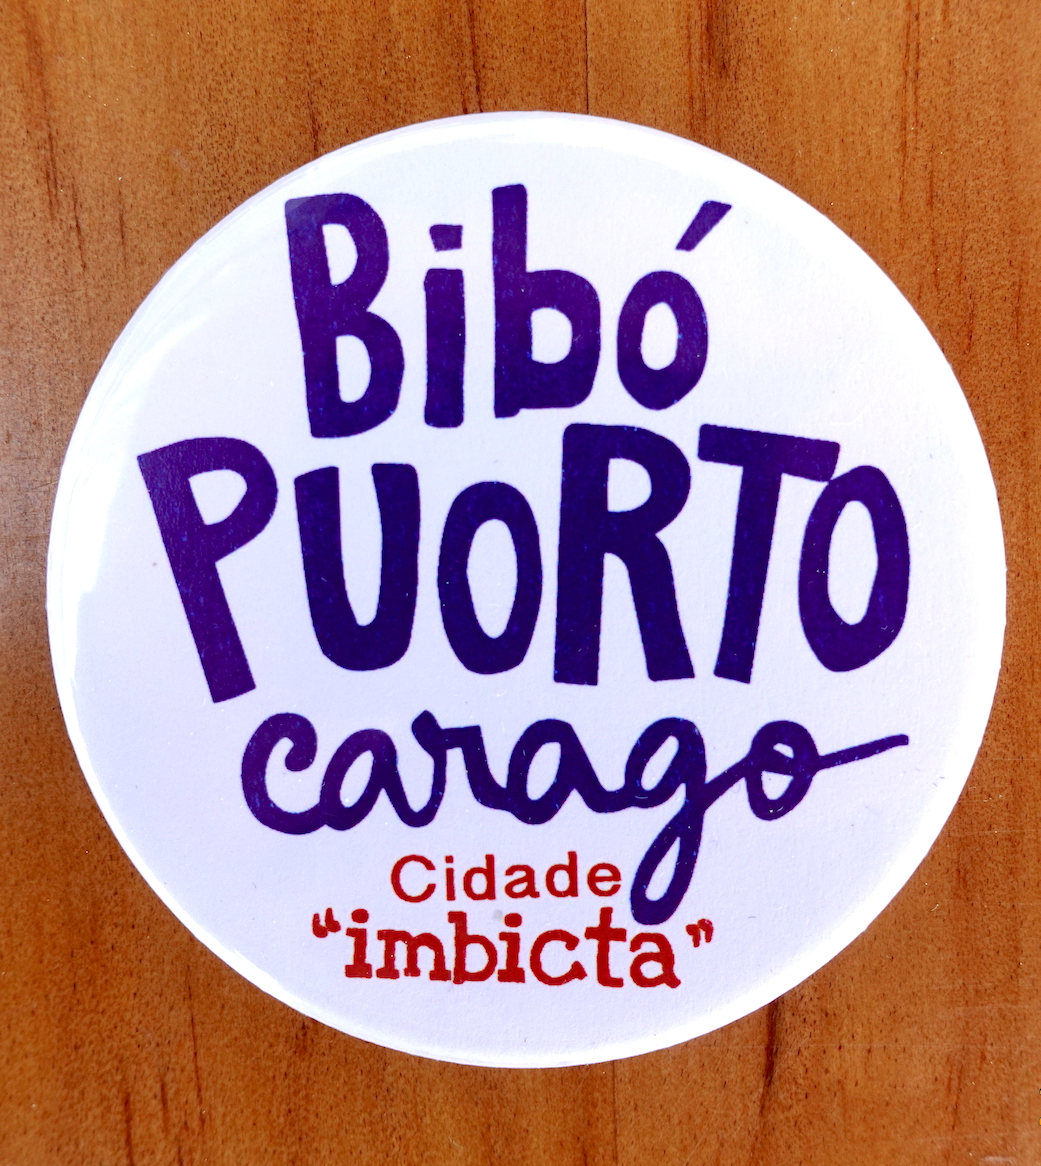 Bibó
PUORTO
carago
Cidade
“imbicta”